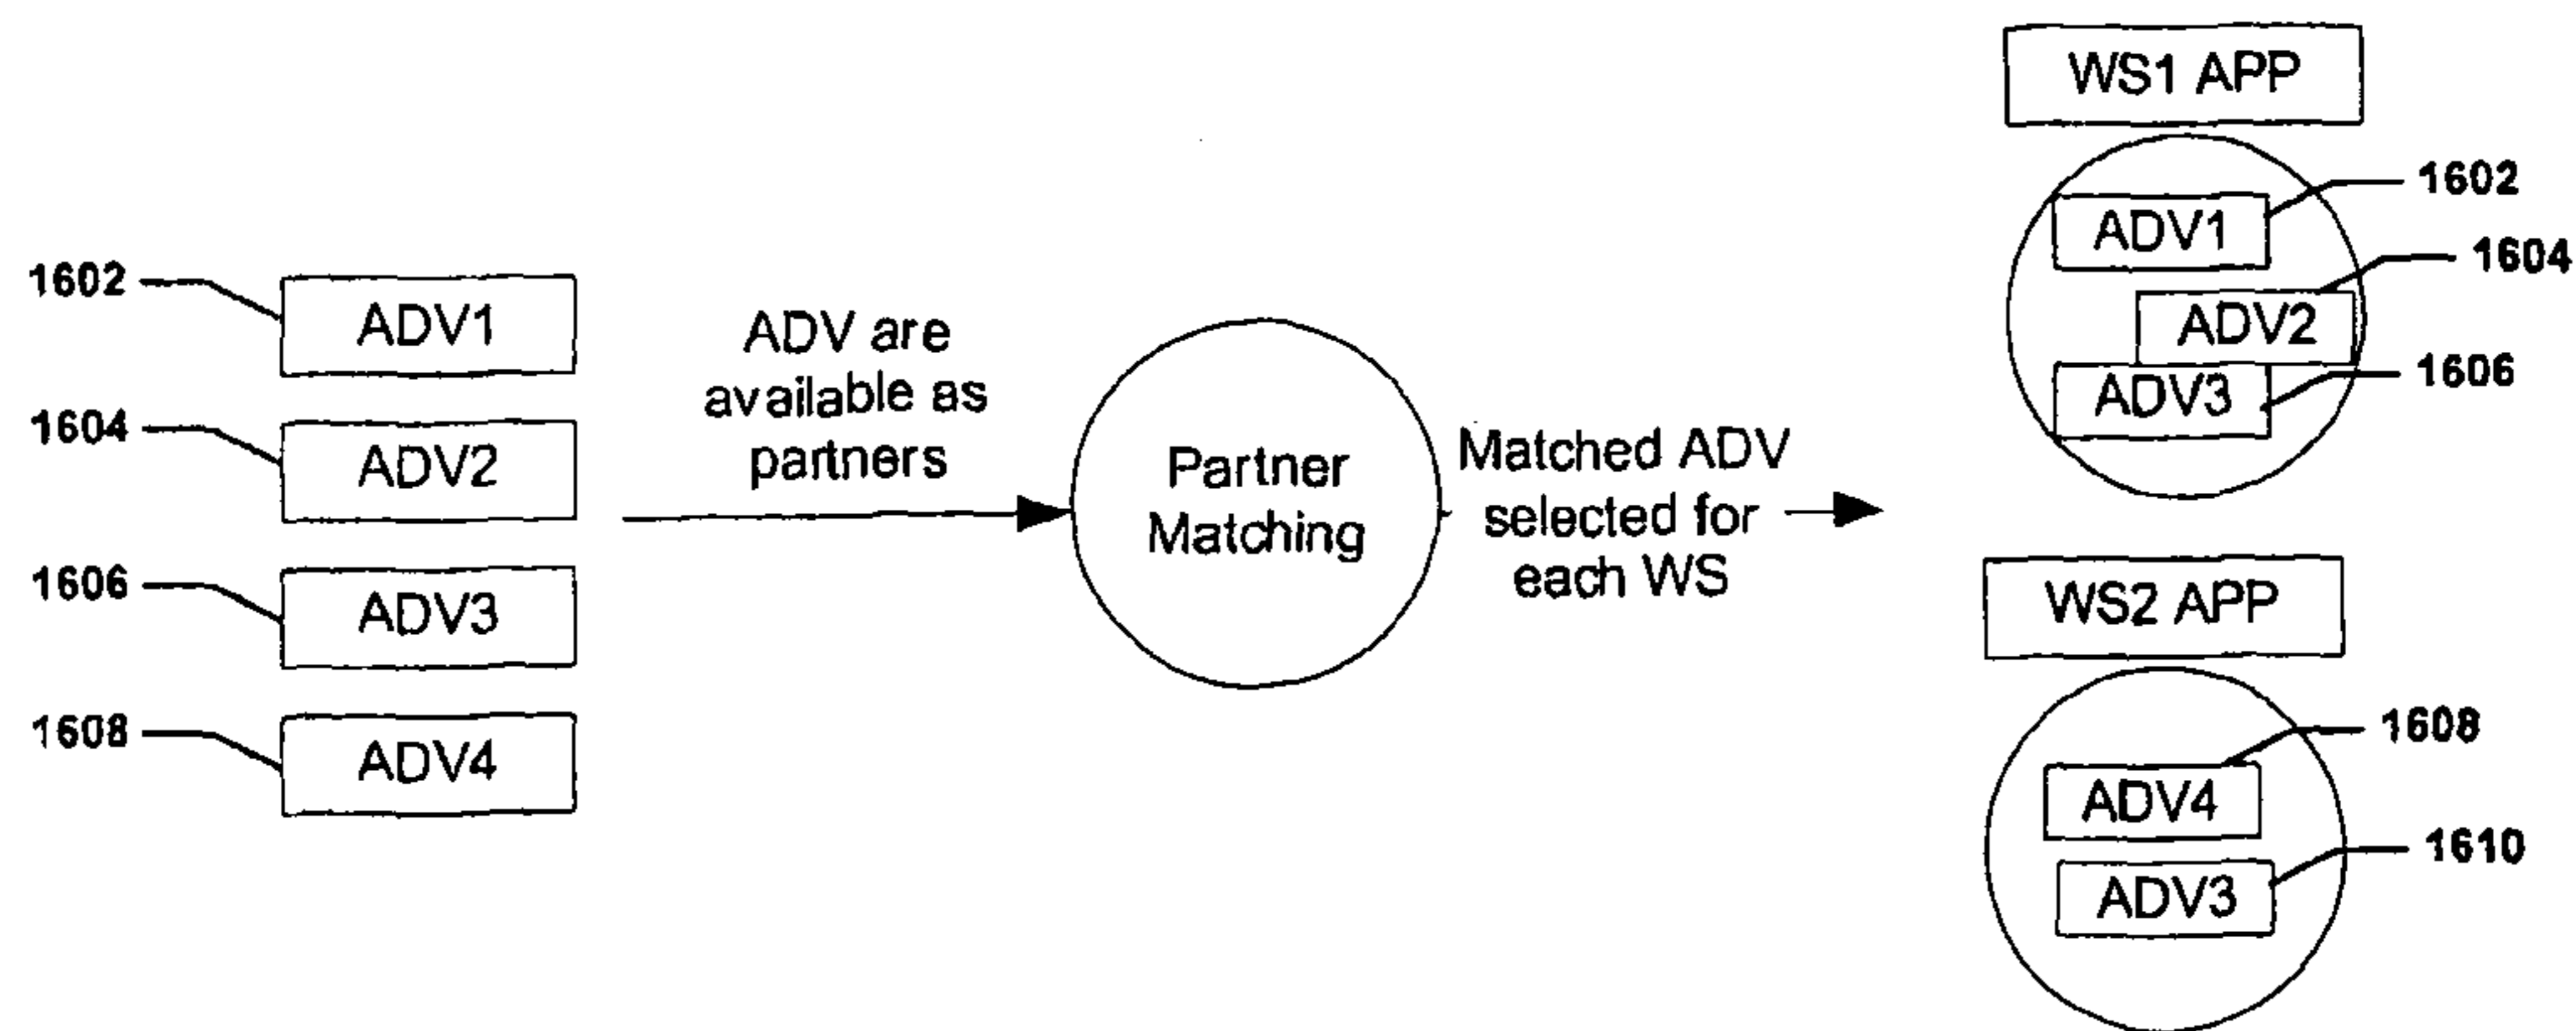 1602
ADV1
1604
ADV2
1606
ADV3
1608
ADV4
ADV are
available as
partners
Partner
Matching
Matched ADV
selected for
each WS
WS1 APP
ADV1
1602
ADV2
1604
ADV3
1606
WS2 APP
ADV4
1608
ADV3
1610